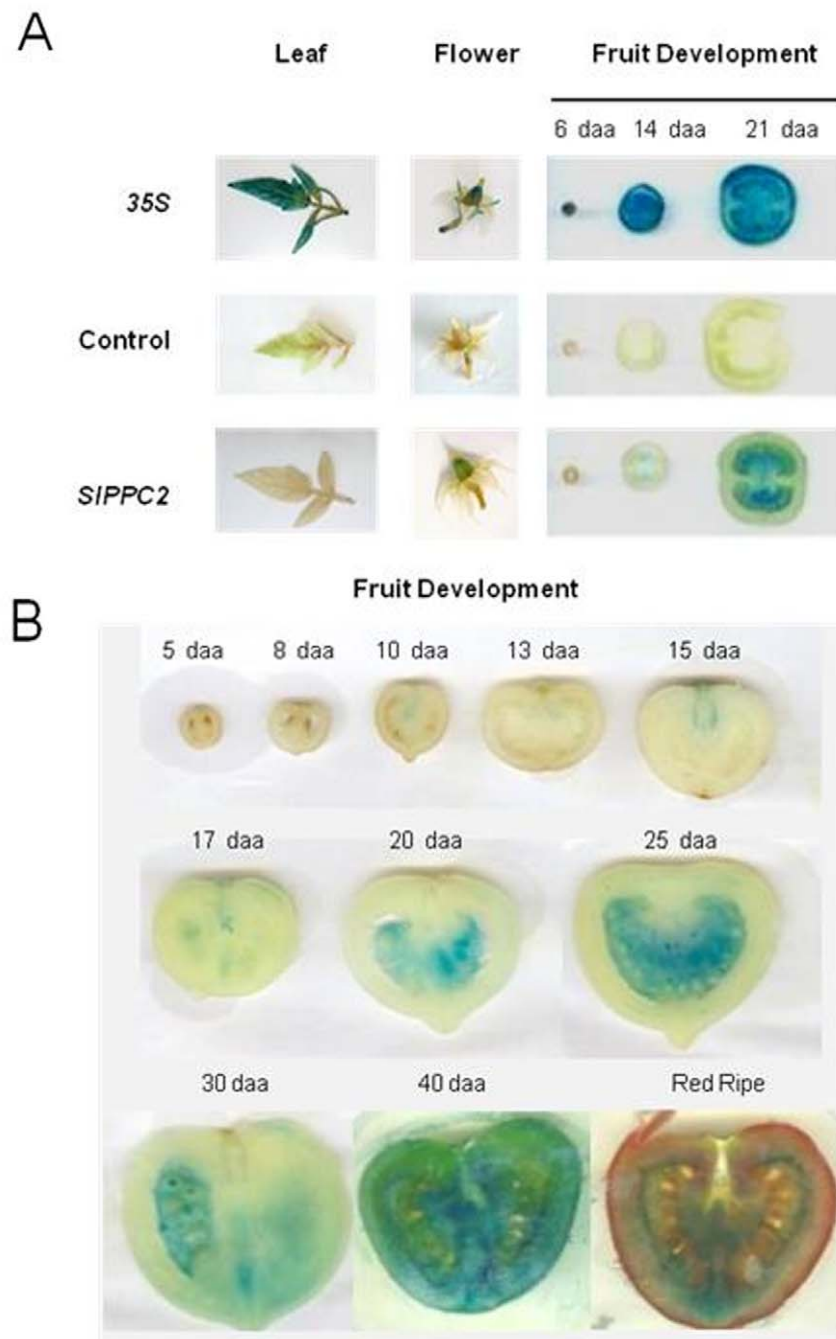 A
Leaf Flower Fruit Development
6 daa 14 daa 21 daa
35S
Control
SlPPC2
Fruit Development
B
5 daa 8 daa 10 daa 13 daa 15 daa
17 daa 20 daa 25 daa
30 daa 40 daa Red Ripe